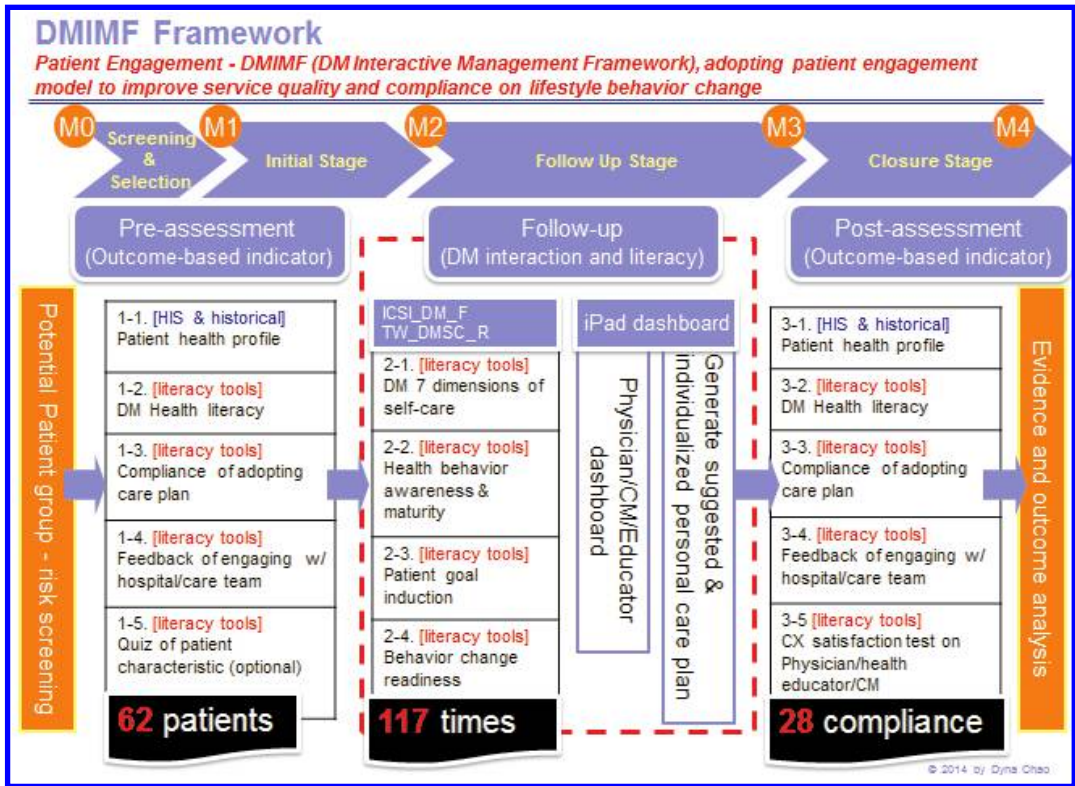 DMIMF Framework
Patient Engagement - DMIMF (DM Interactive Management Framework), adopting patient engagement
model to improve service quality and compliance on lifestyle behavior change
M0
Screening
&
Selection
M1
Initial Stage
M2
Follow Up Stage
M3
Closure Stage
M4
Pre-assessment
(Outcome-based indicator)
Follow-up
(DM interaction and literacy)
Post-assessment
(Outcome-based indicator)
Potential Patient group - risk screening
1-1. [HIS & historical]
Patient health profile
1-2. [literacy tools]
DM Health literacy
1-3. [literacy tools]
Compliance of adopting
care plan
1-4. [literacy tools]
Feedback of engaging w/
hospital/care team
1-5. [literacy tools]
Quiz of patient
characteristic (optional)
62 patients
ICSI_DM_F
TW_DMSC_R
2-1. [literacy tools]
DM 7 dimensions of
self-care
2-2. [literacy tools]
Health behavior
awareness &
maturity
2-3. [literacy tools]
Patient goal
induction
2-4. [literacy tools]
Behavior change
readiness
117 times
iPad dashboard
Physician/CM/Educator
dashboard
Generate suggested &
individualized personal care plan
3-1. [HIS & historical]
Patient health profile
3-2. [literacy tools]
DM Health literacy
3-3. [literacy tools]
Compliance of adopting
care plan
3-4. [literacy tools]
Feedback of engaging w/
hospital/care team
3-5 [literacy tools]
CX satisfaction test on
Physician/health
educator/CM
28 compliance
Evidence and outcome analysis
© 2014 by Dyna Chao